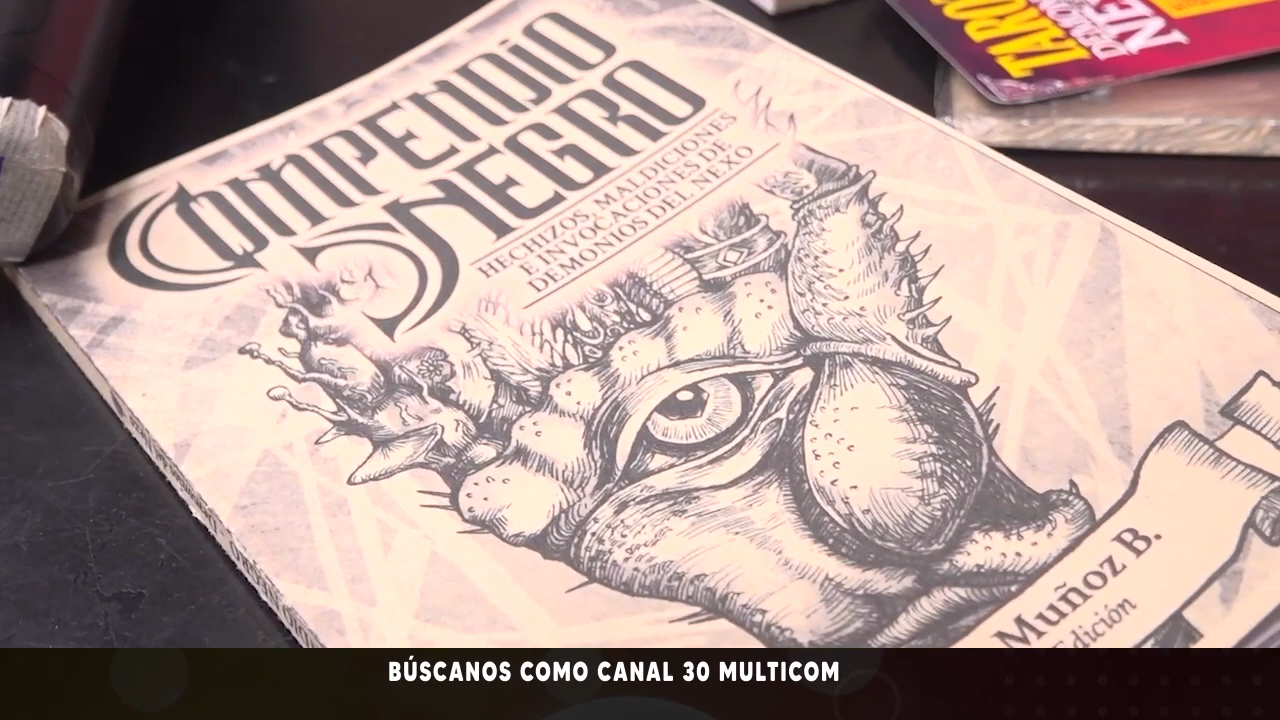 COMPENDIO
NEGRO
HECHIZOS, MALDICIONES
E INVOCACIONES DE
DEMONIOS DEL NEXO
TAROT
Muñoz B.
Edición
BÚSCANOS COMO CANAL 30 MULTICOM